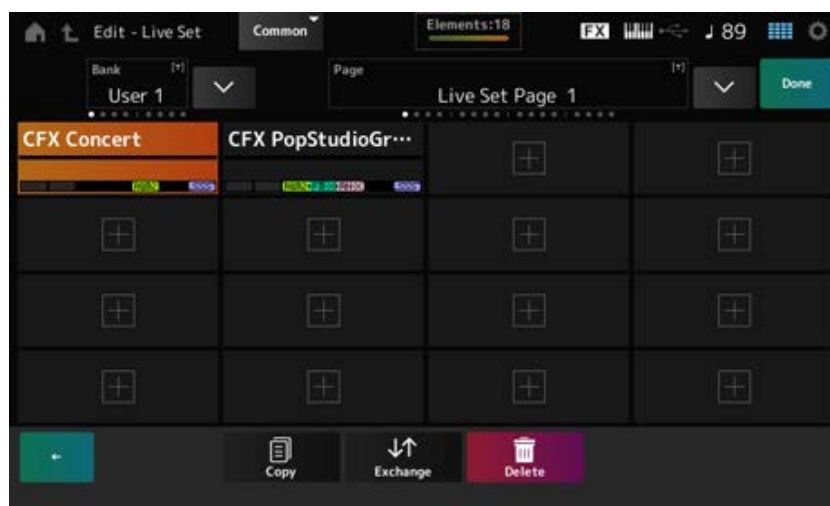 Edit - Live Set
Common
Elements:18
FX
89
Bank
User 1
Page
Live Set Page 1
Done
CFX Concert
CFX PopStudioGr···
Copy
Exchange
Delete